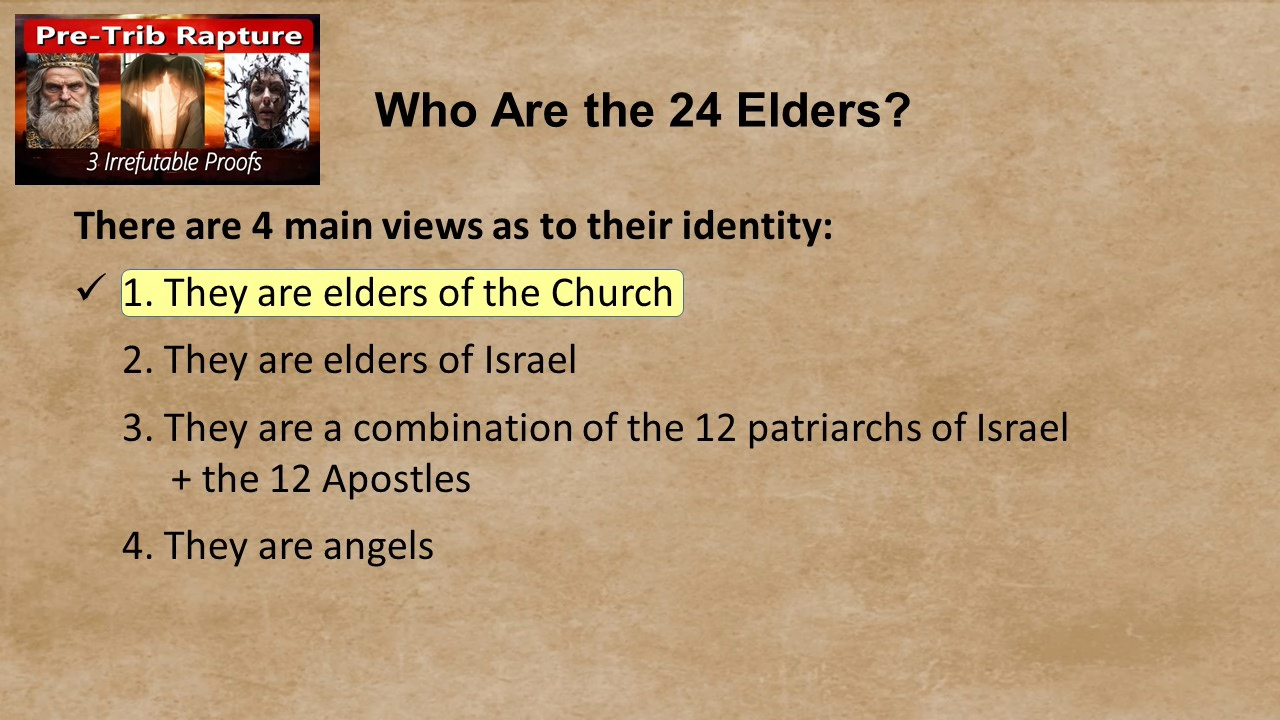 Pre-Trib Rapture
3 Irrefutable Proofs
Who Are the 24 Elders?
There are 4 main views as to their identity:
✓ 1. They are elders of the Church
2. They are elders of Israel
3. They are a combination of the 12 patriarchs of Israel
+ the 12 Apostles
4. They are angels